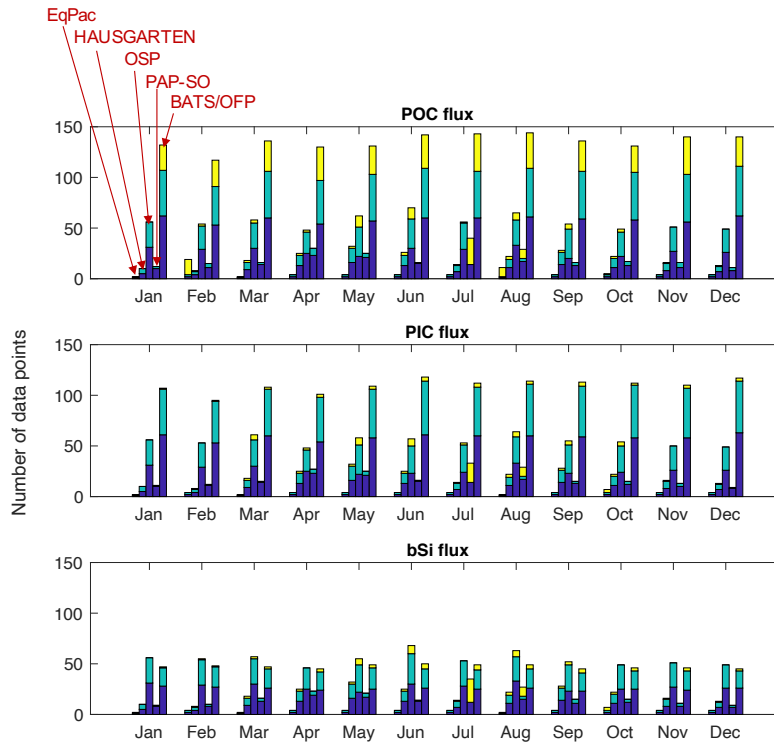 EqPac
HAUSGARTEN
OSP
PAP-SO
BATS/OFP
POC flux
150
100
50
0
Jan Feb Mar Apr May Jun Jul Aug Sep Oct Nov Dec
PIC flux
150
100
50
0
Jan Feb Mar Apr May Jun Jul Aug Sep Oct Nov Dec
Number of data points
bSi flux
150
100
50
0
Jan Feb Mar Apr May Jun Jul Aug Sep Oct Nov Dec